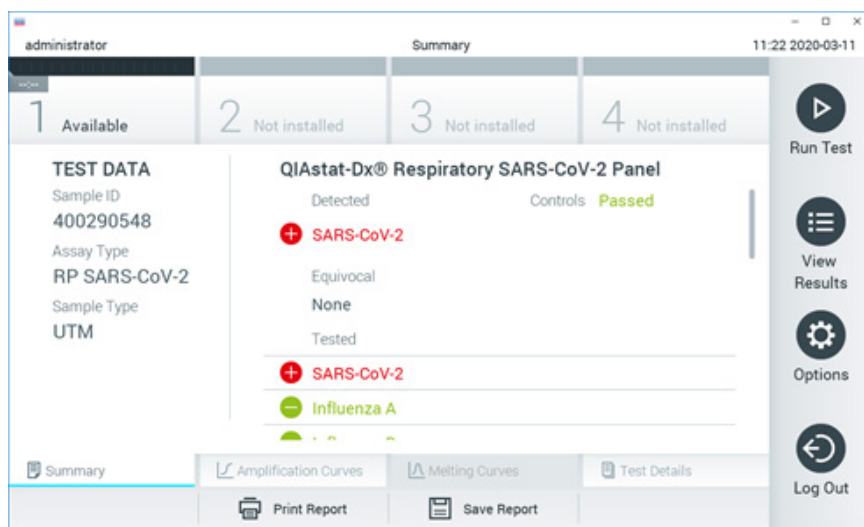 administrator Summary 11:22 2020-03-11
--:--
1 Available 2 Not installed 3 Not installed 4 Not installed
Run Test
TEST DATA
Sample ID
400290548
Assay Type
RP SARS-CoV-2
Sample Type
UTM
QIAstat-Dx® Respiratory SARS-CoV-2 Panel
Detected Controls Passed
SARS-CoV-2
Equivocal
None
Tested
SARS-CoV-2
Influenza A
View
Results
Options
Log Out
Summary Amplification Curves Melting Curves Test Details
Print Report Save Report